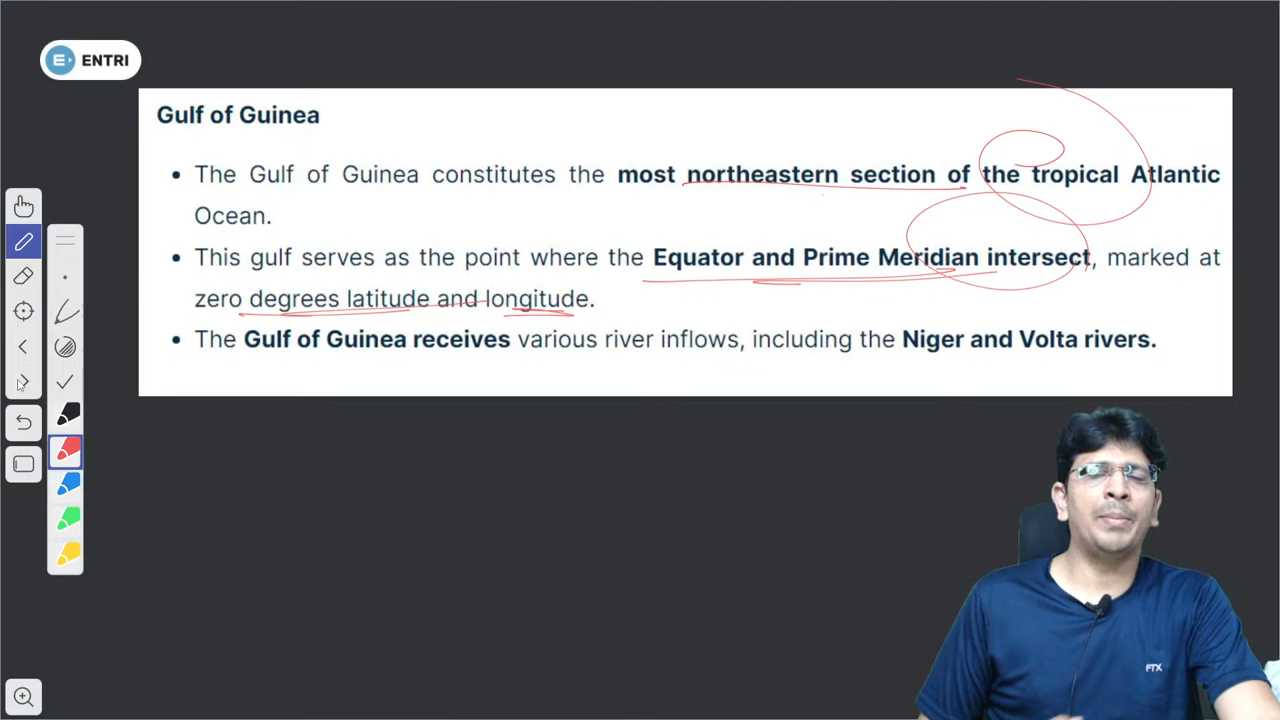 ENTRI
Gulf of Guinea
• The Gulf of Guinea constitutes the most northeastern section of the tropical Atlantic
Ocean.
• This gulf serves as the point where the Equator and Prime Meridian intersect, marked at
zero degrees latitude and longitude.
• The Gulf of Guinea receives various river inflows, including the Niger and Volta rivers.
FTX